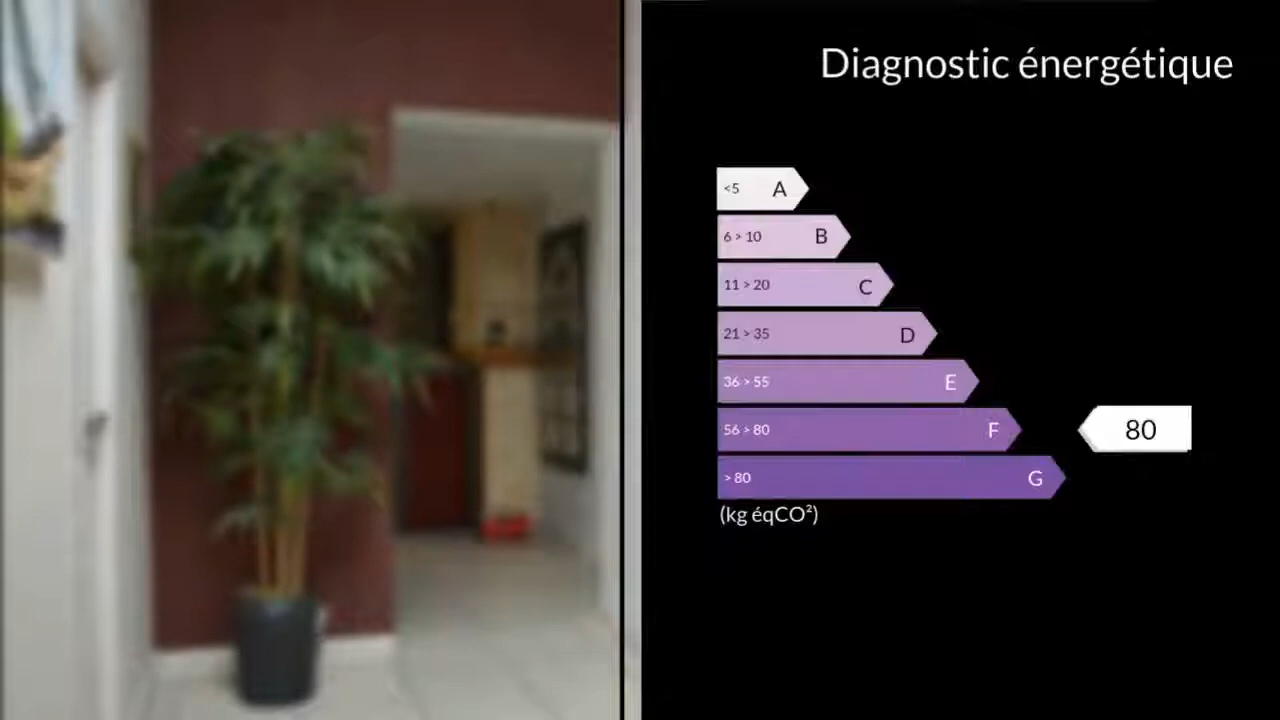 Diagnostic énergétique
<5 A
6 > 10 B
11 > 20 C
21 > 35 D
36 > 55 E
56 > 80 F
80
> 80 G
(kg éqCO²)